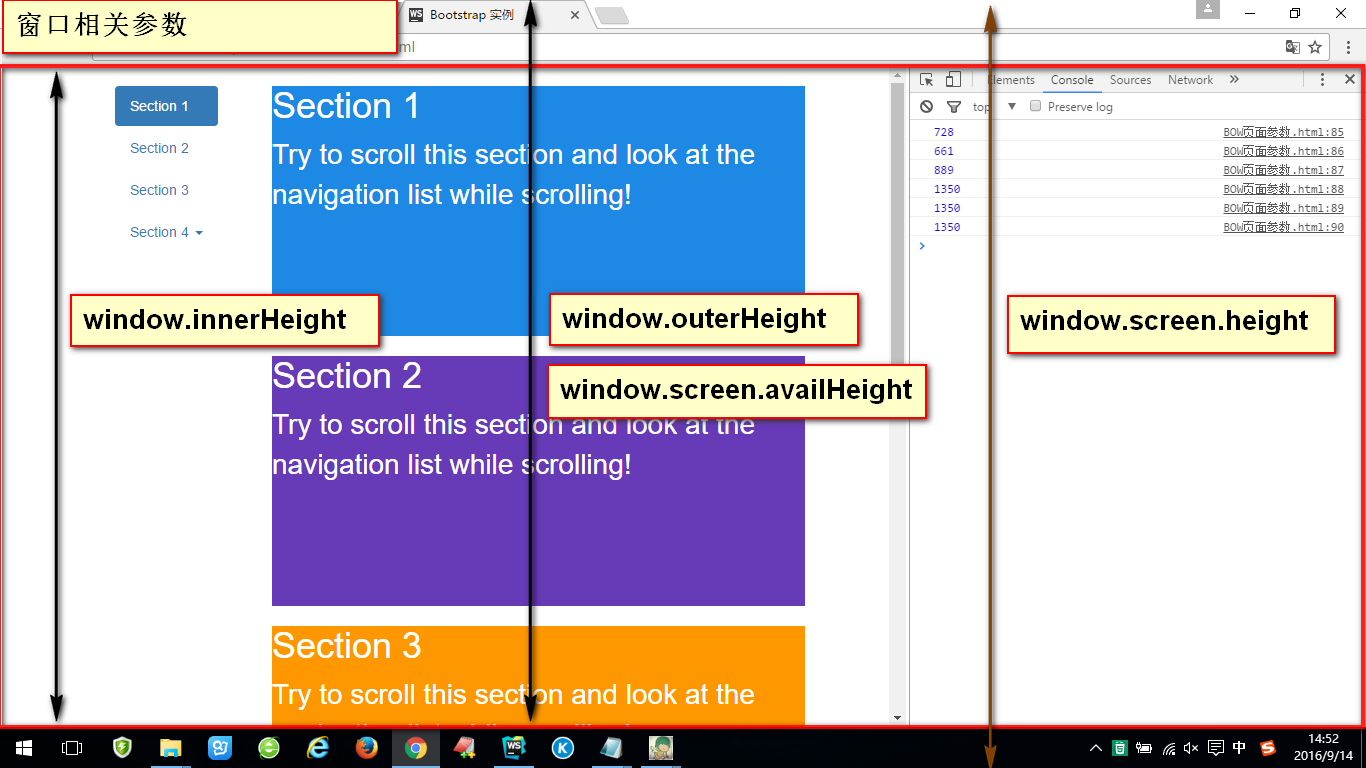 窗口相关参数
Bootstrap 实例
ml
Section 1
Section 2
Section 3
Section 4
Section 1
Try to scroll this section and look at the
navigation list while scrolling!
Section 2
Try to scroll this section and look at the
navigation list while scrolling!
Section 3
Try to scroll this section and look at the
window.innerHeight
window.outerHeight
window.screen.availHeight
window.screen.height
Elements Console Sources Network
top Preserve log
728 BOW页面参数.html:85
661 BOW页面参数.html:86
889 BOW页面参数.html:87
1350 BOW页面参数.html:88
1350 BOW页面参数.html:89
1350 BOW页面参数.html:90
WS
中
14:52
2016/9/14